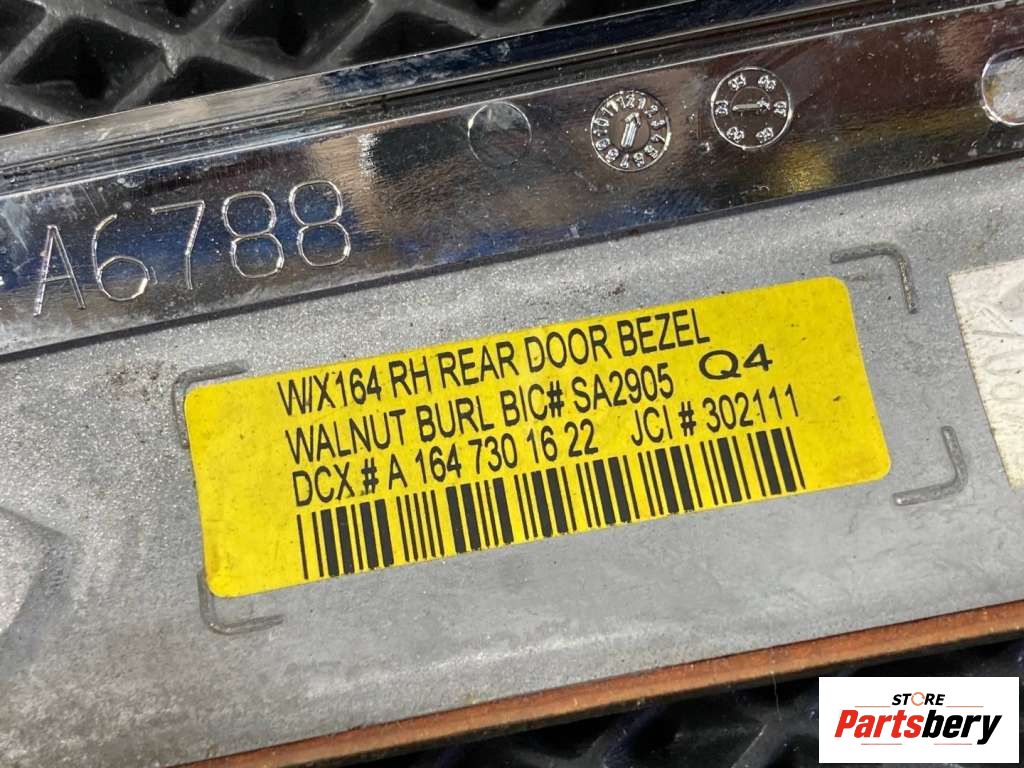 A6788
W/X164 RH REAR DOOR BEZEL
WALNUT BURL BIC# SA2905 Q4
DCX # A 164 730 16 22 JCI # 302111
STORE
Partsbery